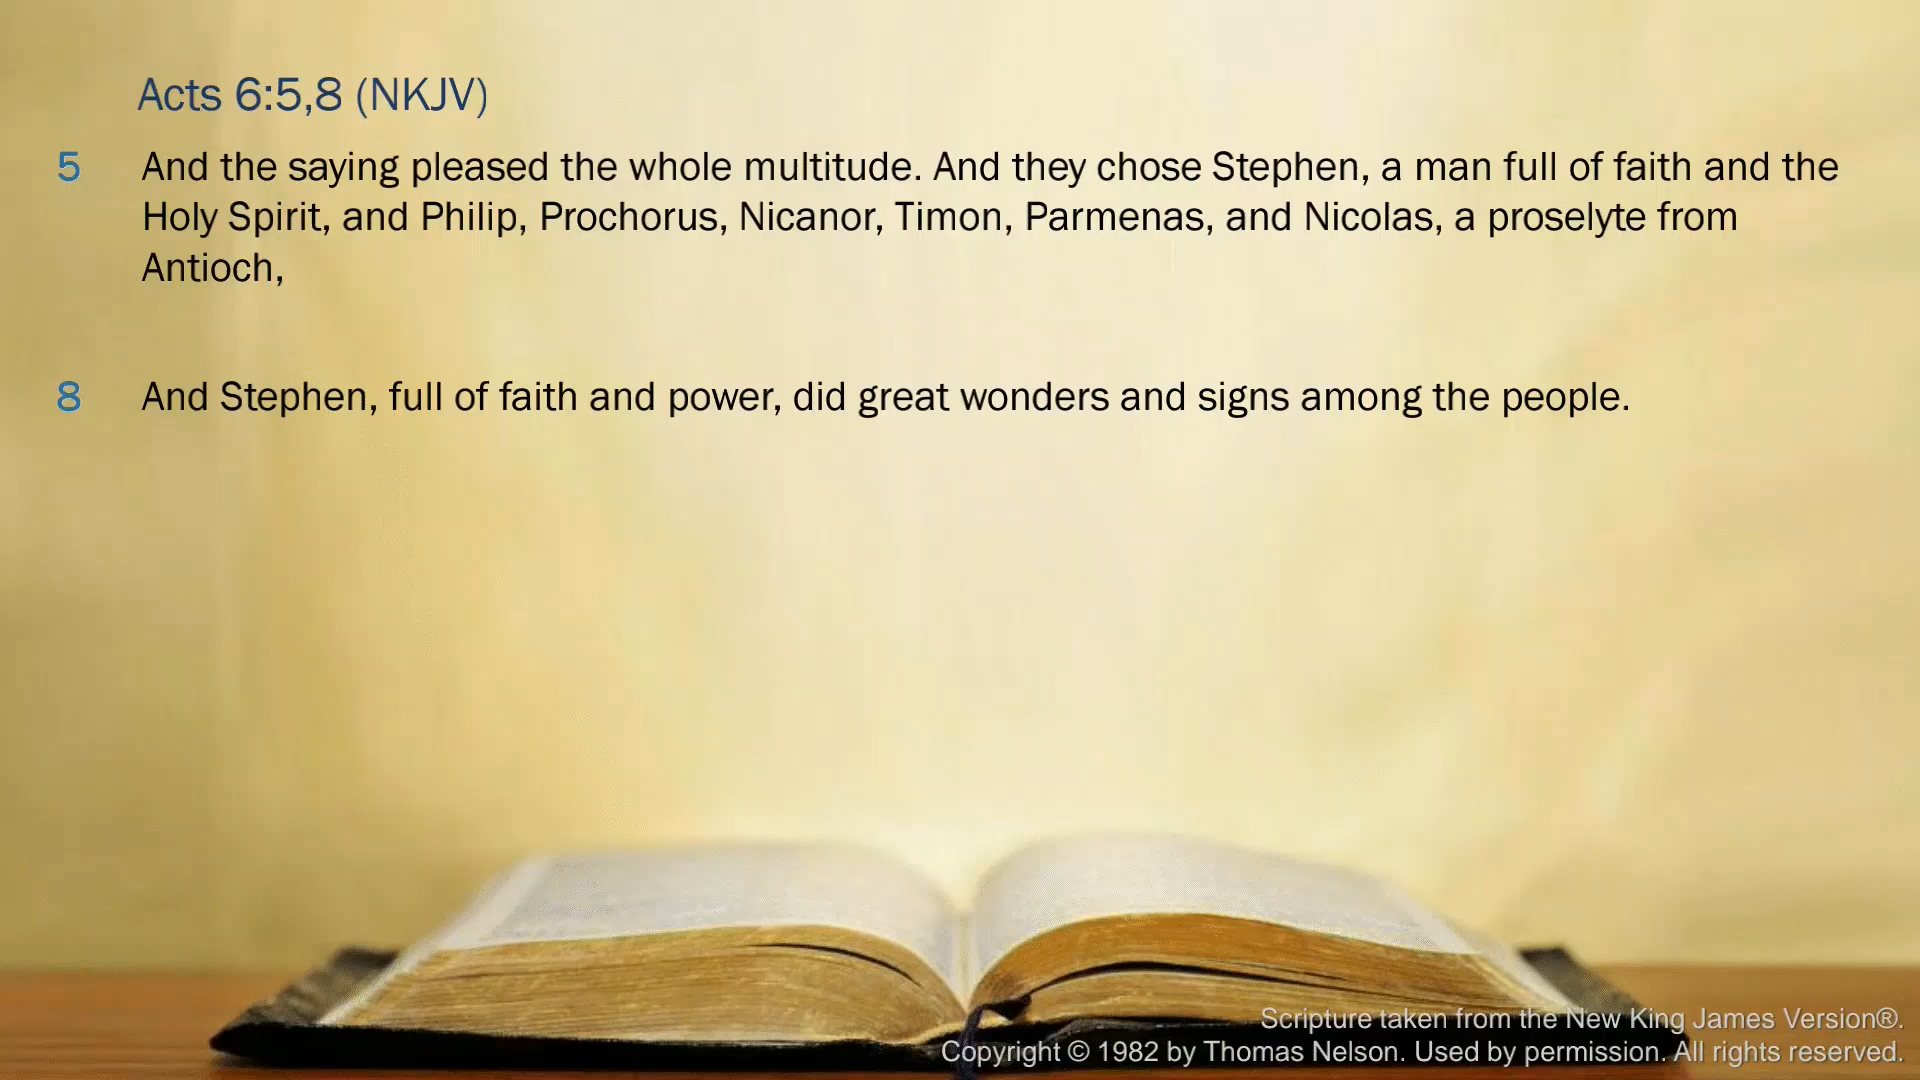 Acts 6:5,8 (NKJV)
5 And the saying pleased the whole multitude. And they chose Stephen, a man full of faith and the
Holy Spirit, and Philip, Prochorus, Nicanor, Timon, Parmenas, and Nicolas, a proselyte from
Antioch,
8 And Stephen, full of faith and power, did great wonders and signs among the people.
Scripture taken from the New King James Version®.
Copyright © 1982 by Thomas Nelson. Used by permission. All rights reserved.